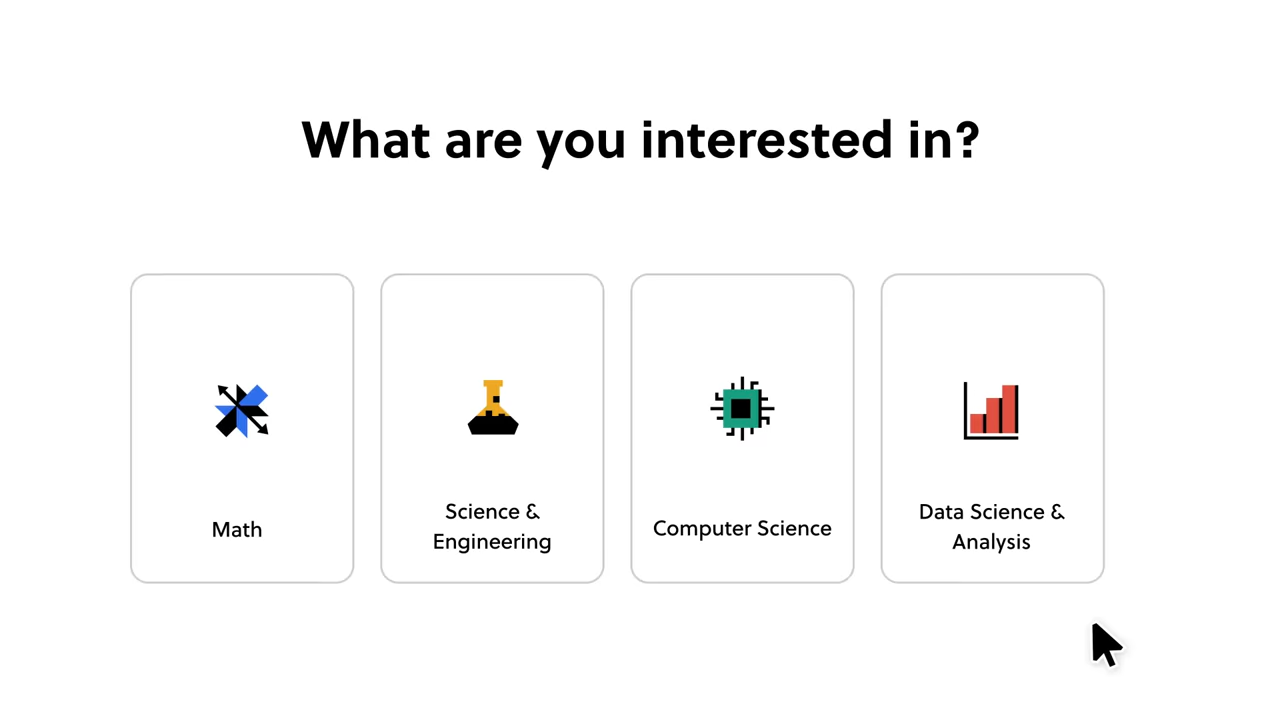 What are you interested in?
Math
Science &
Engineering
Computer Science
Data Science &
Analysis